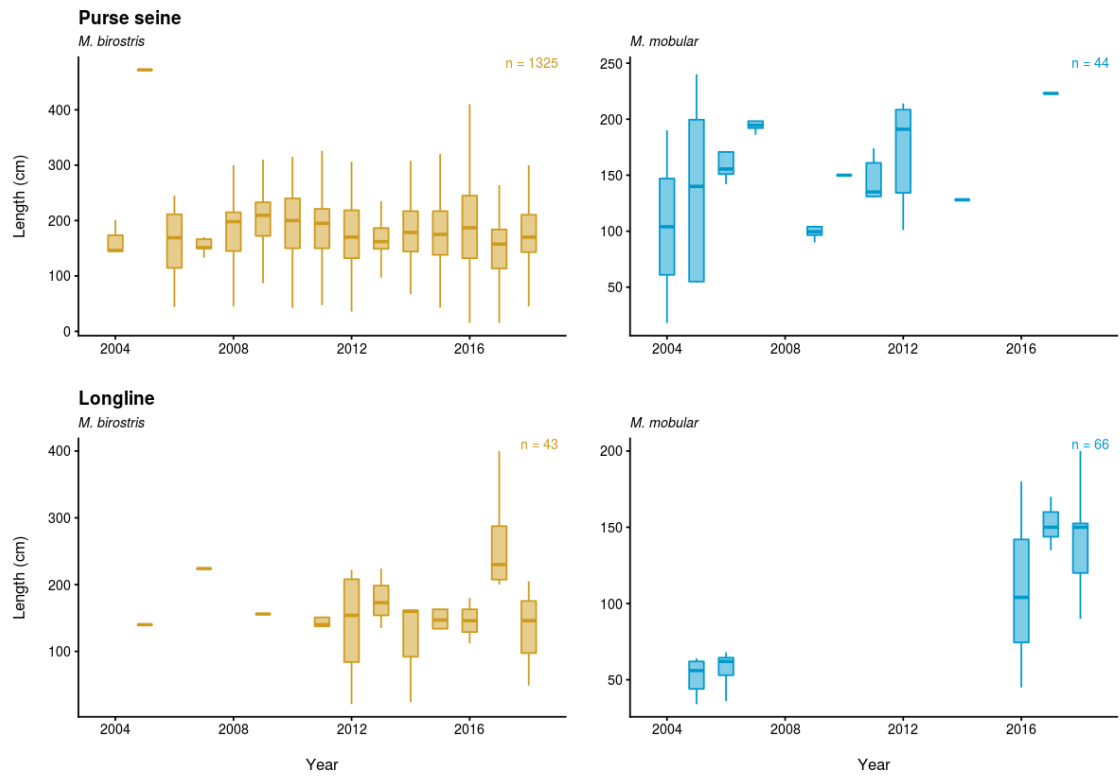 Purse seine
M. birostris
n = 1325
Length (cm)
400
300
200
100
0
2004 2008 2012 2016
M. mobular
n = 44
250
200
150
100
50
2004 2008 2012 2016
Longline
M. birostris
n = 43
Length (cm)
400
300
200
100
2004 2008 2012 2016
Year
M. mobular
n = 66
200
150
100
50
2004 2008 2012 2016
Year